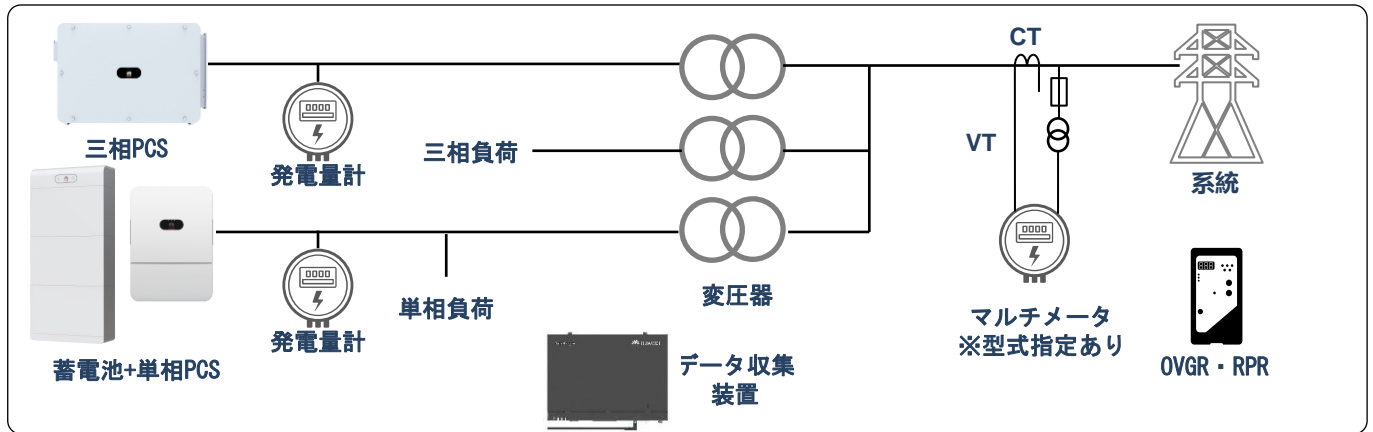 三相PCS
発電量計
三相負荷
CT
VT
系統
蓄電池+単相PCS
発電量計
単相負荷
変圧器
データ収集
装置
マルチメータ
※型式指定あり
OVGR・RPR